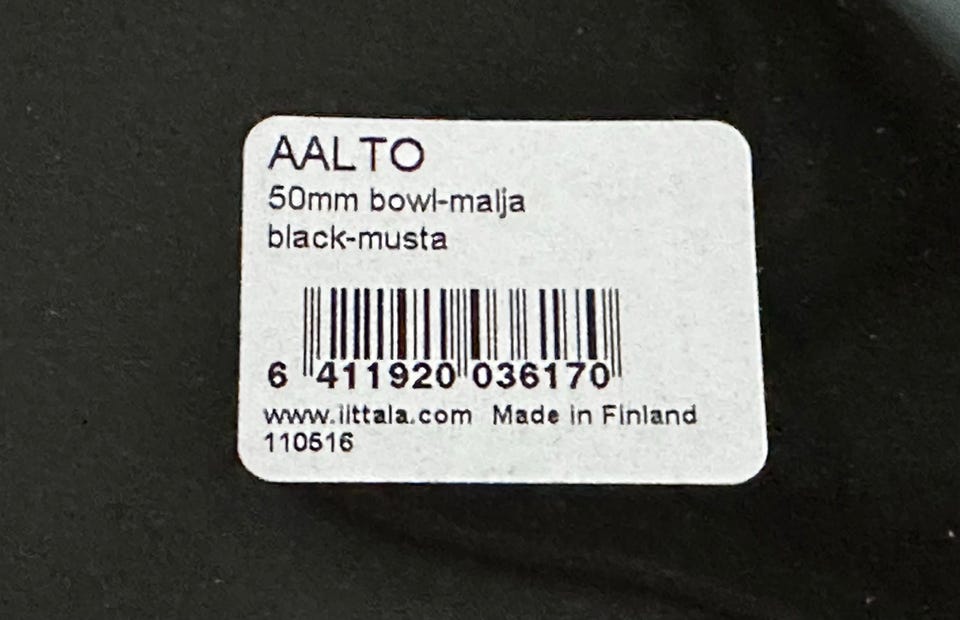 AALTO
50mm bowl-malja
black-musta
6 411920 036170
www.iittala.com Made in Finland
110516